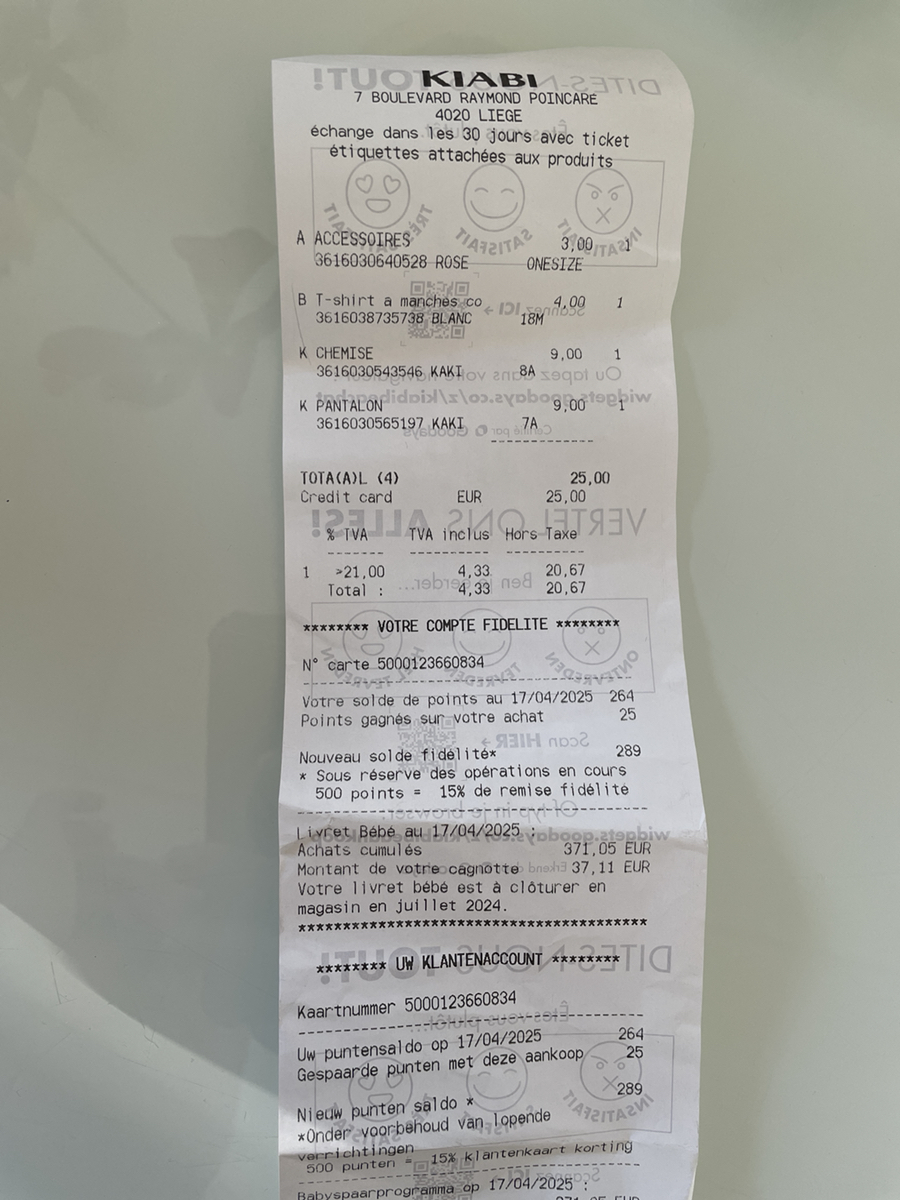 KIABI
7 BOULEVARD RAYMOND POINCARE
4020 LIEGE
échange dans les 30 jours avec ticket
étiquettes attachées aux produits
A ACCESSOIRES 3,00 1
3616030640528 ROSE ONESIZE
B T-shirt a manches co 4,00 1
3616038735738 BLANC 18M
K CHEMISE 9,00 1
3616030543546 KAKI 8A
K PANTALON 9,00 1
3616030565197 KAKI 7A
------------
TOTA(A)L (4) 25,00
Credit card EUR 25,00
% TVA TVA inclus Hors Taxe
------- ---------- ----------
1 >21,00 4,33 20,67
Total : 4,33 20,67
******** VOTRE COMPTE FIDELITE ********
N° carte 5000123660834
----------------------------------------
Votre solde de points au 17/04/2025 264
Points gagnés sur votre achat 25
Nouveau solde fidélité* 289
* Sous réserve des opérations en cours
500 points = 15% de remise fidélité
----------------------------------------
Livret Bébé au 17/04/2025 :
Achats cumulés 371,05 EUR
Montant de votre cagnotte 37,11 EUR
Votre livret bébé est à clôturer en
magasin en juillet 2024.
****************************************
******** UW KLANTENACCOUNT ********
Kaartnummer 5000123660834
----------------------------------------
Uw puntensaldo op 17/04/2025 264
Gespaarde punten met deze aankoop 25
Nieuw punten saldo * 289
*Onder voorbehoud van lopende
verrichtingen
500 punten = 15% klantenkaart korting
----------------------------------------
Babyspaarprogramma op 17/04/2025 :